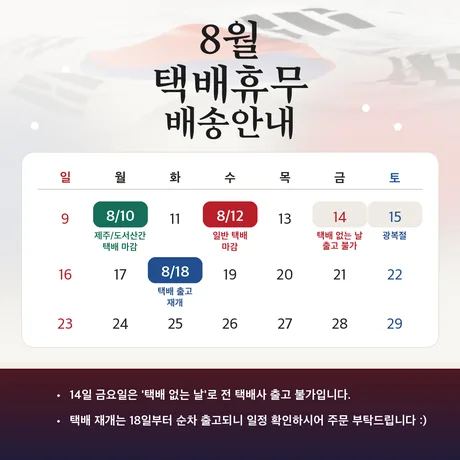 8월
택배휴무
배송안내
일 월 화 수 목 금 토
9 8/10 11 8/12 13 14 15
제주/도서산간
택배 마감
일반 택배
마감
택배 없는 날
출고 불가
광복절
16 17 8/18 19 20 21 22
택배 출고
재개
23 24 25 26 27 28 29
• 14일 금요일은 '택배 없는 날'로 전 택배사 출고 불가입니다.
• 택배 재개는 18일부터 순차 출고되니 일정 확인하시어 주문 부탁드립니다 :)